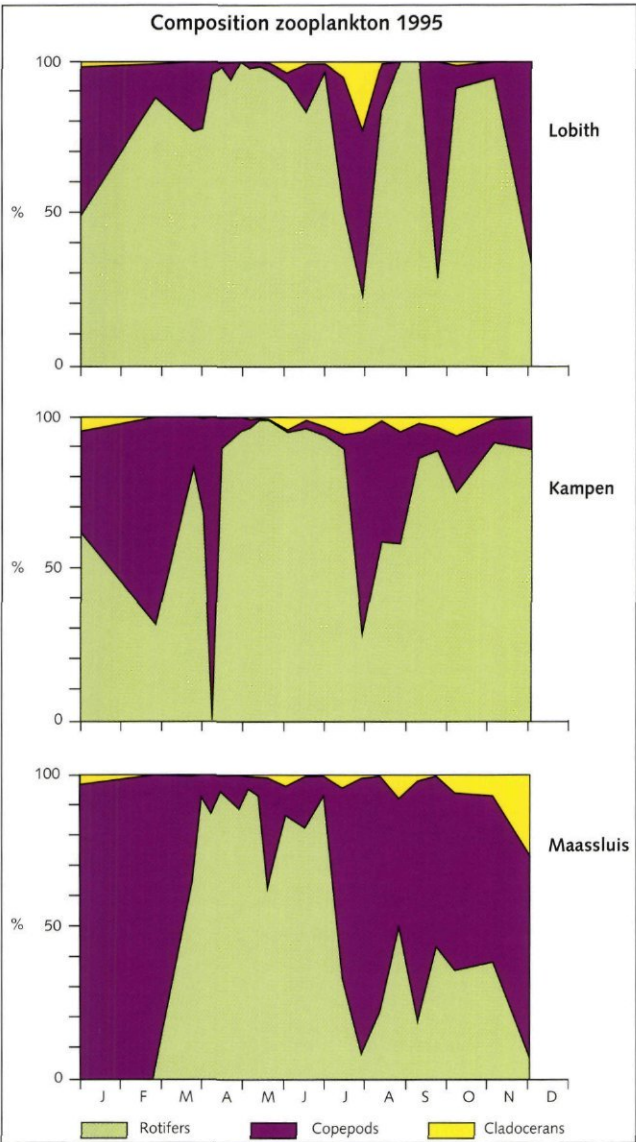 Composition zooplankton 1995
100
Lobith
% 50
0
100
Kampen
% 50
0
100
Maassluis
% 50
0
J F M A M J J A S O N D
Rotifers Copepods Cladocerans